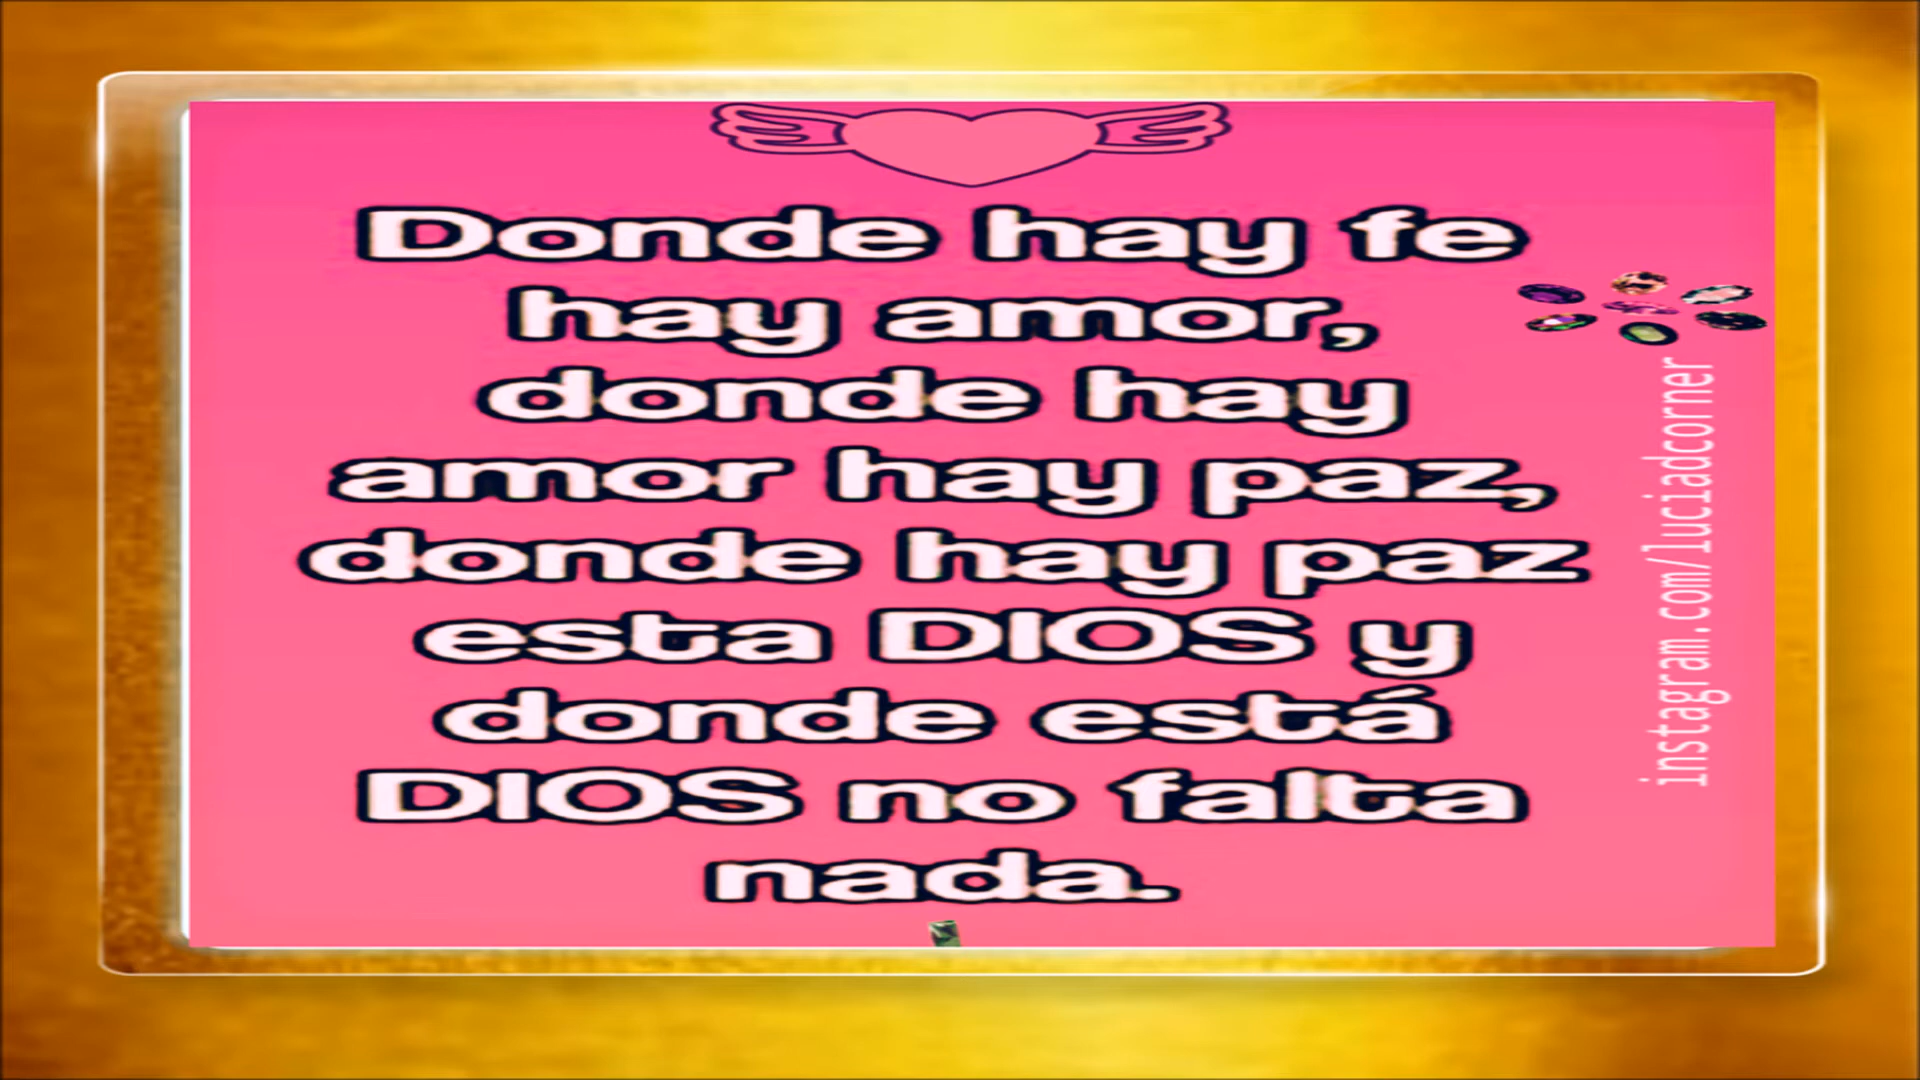 Donde hay fe
hay amor,
donde hay
amor hay paz,
donde hay paz
esta DIOS y
donde está
DIOS no falta
nada.
instagram.com/luciadcorner